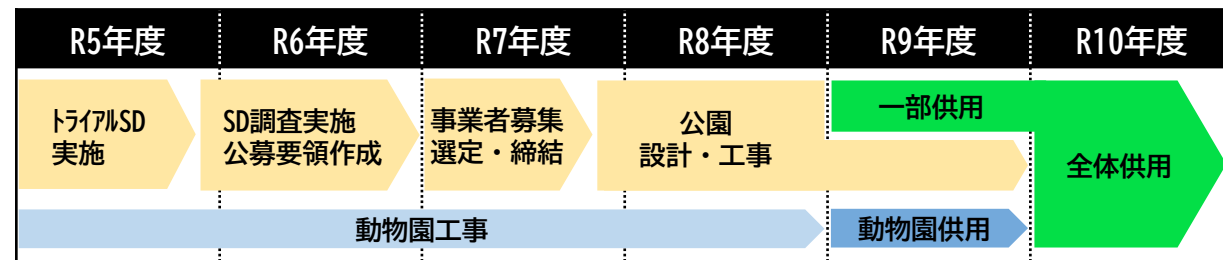 R5年度 R6年度 R7年度 R8年度 R9年度 R10年度
ﾄﾗｲｱﾙSD
実施
SD調査実施
公募要領作成
事業者募集
選定・締結
公園
設計・工事
一部供用
全体供用
動物園工事
動物園供用